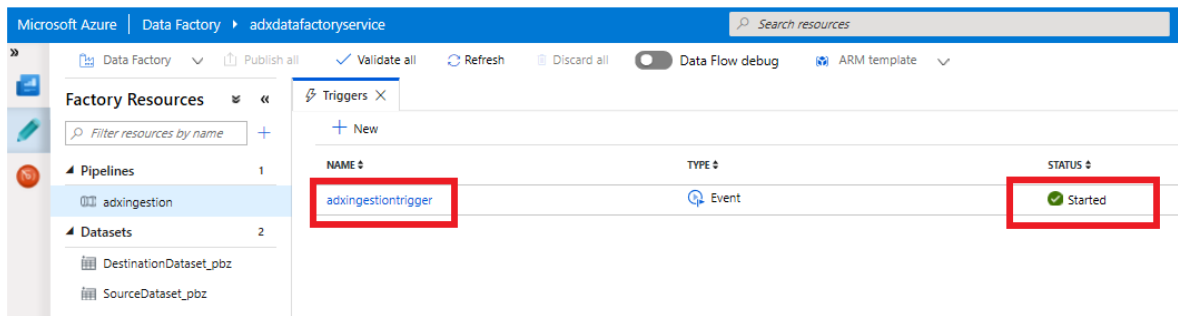 Microsoft Azure | Data Factory ▸ adxdatafactoryservice Search resources
» Data Factory Publish all Validate all Refresh Discard all Data Flow debug ARM template
Factory Resources «
Triggers ×
Filter resources by name +
+ New
Pipelines 1
NAME TYPE STATUS
adxingestion
adxingestiontrigger Event Started
Datasets 2
DestinationDataset_pbz
SourceDataset_pbz